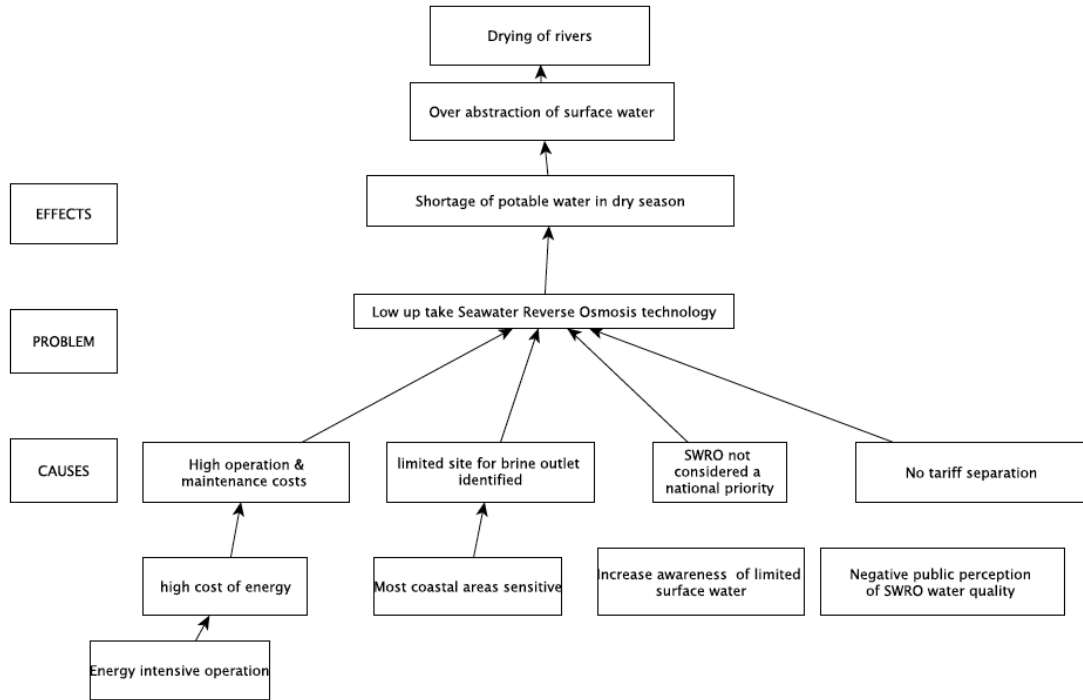 Drying of rivers
Over abstraction of surface water
EFFECTS
Shortage of potable water in dry season
PROBLEM
Low up take Seawater Reverse Osmosis technology
CAUSES
High operation &
maintenance costs
limited site for brine outlet
identified
SWRO not
considered a
national priority
No tariff separation
high cost of energy
Most coastal areas sensitive
Increase awareness of limited
surface water
Negative public perception
of SWRO water quality
Energy intensive operation